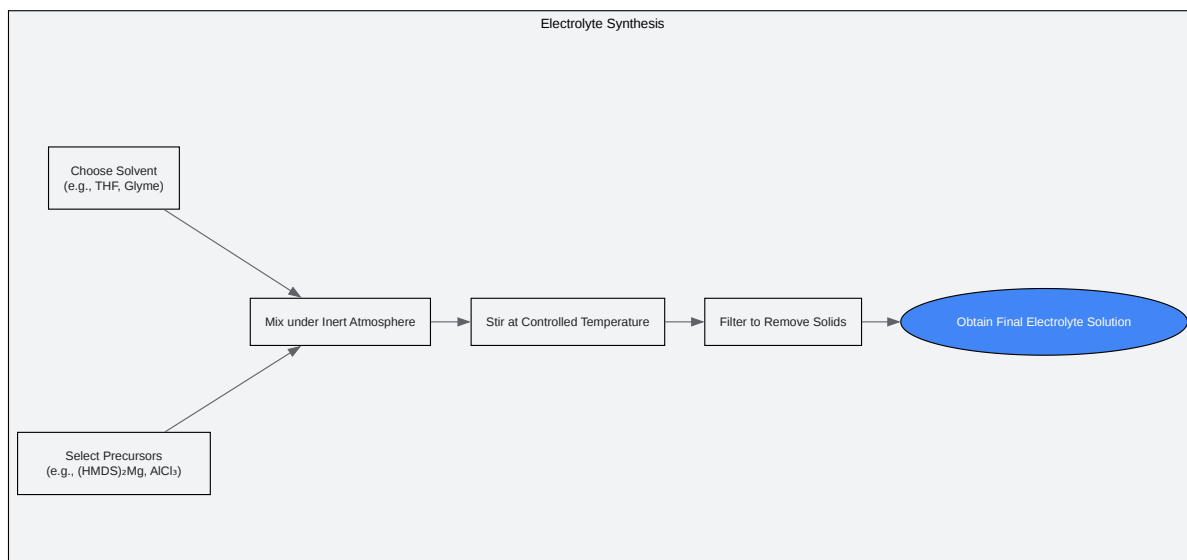 Electrolyte Synthesis
Choose Solvent
(e.g., THF, Glyme)
Mix under Inert Atmosphere
Stir at Controlled Temperature
Filter to Remove Solids
Obtain Final Electrolyte Solution
Select Precursors
(e.g., (HMDS)₂Mg, AlCl₃)